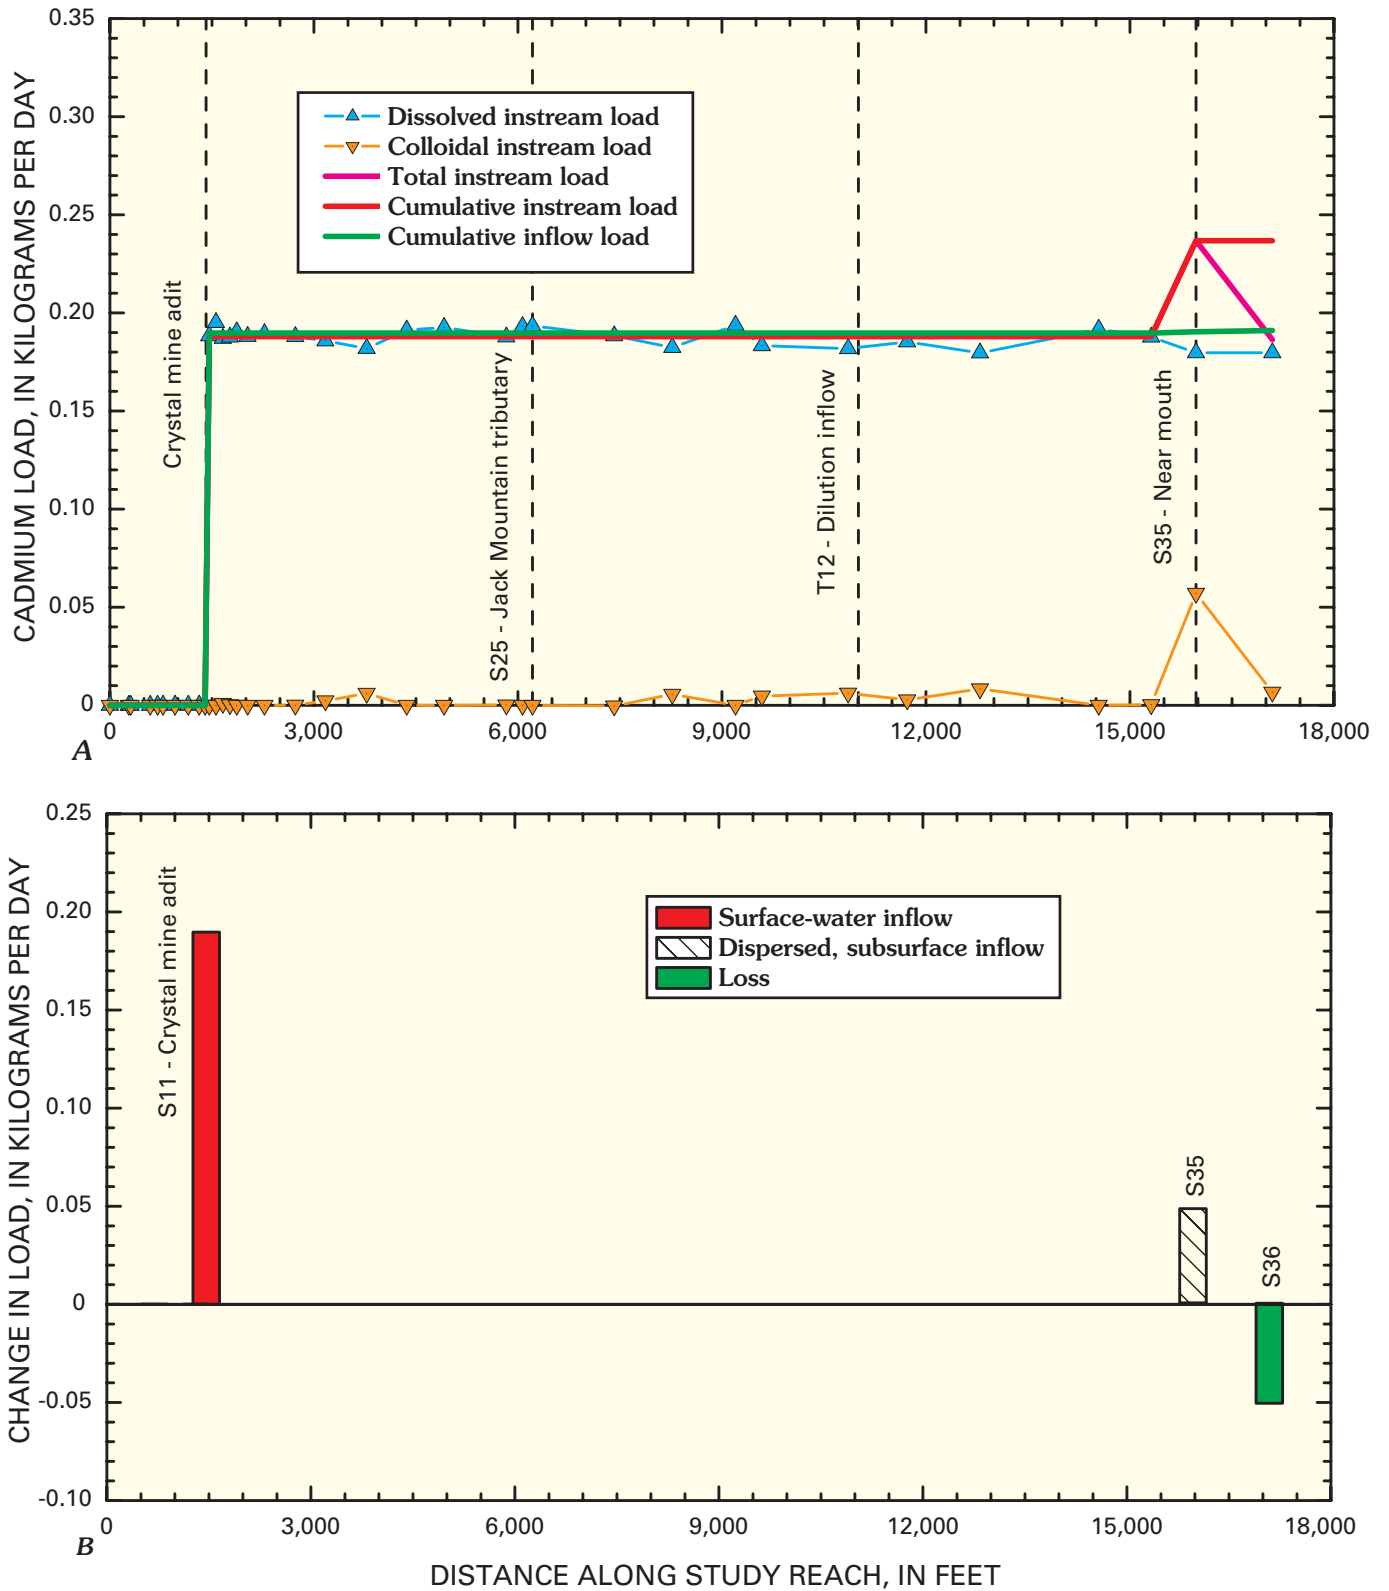 0.35
0.30
0.25
0.20
0.15
0.10
0.05
0
CADMIUM LOAD, IN KILOGRAMS PER DAY
Dissolved instream load
Colloidal instream load
Total instream load
Cumulative instream load
Cumulative inflow load
Crystal mine adit
S25 - Jack Mountain tributary
T12 - Dilution inflow
S35 - Near mouth
0 3,000 6,000 9,000 12,000 15,000 18,000
A
0.25
0.20
0.15
0.10
0.05
0
-0.05
-0.10
CHANGE IN LOAD, IN KILOGRAMS PER DAY
S11 - Crystal mine adit
Surface-water inflow
Dispersed, subsurface inflow
Loss
S35
S36
0 3,000 6,000 9,000 12,000 15,000 18,000
B
DISTANCE ALONG STUDY REACH, IN FEET